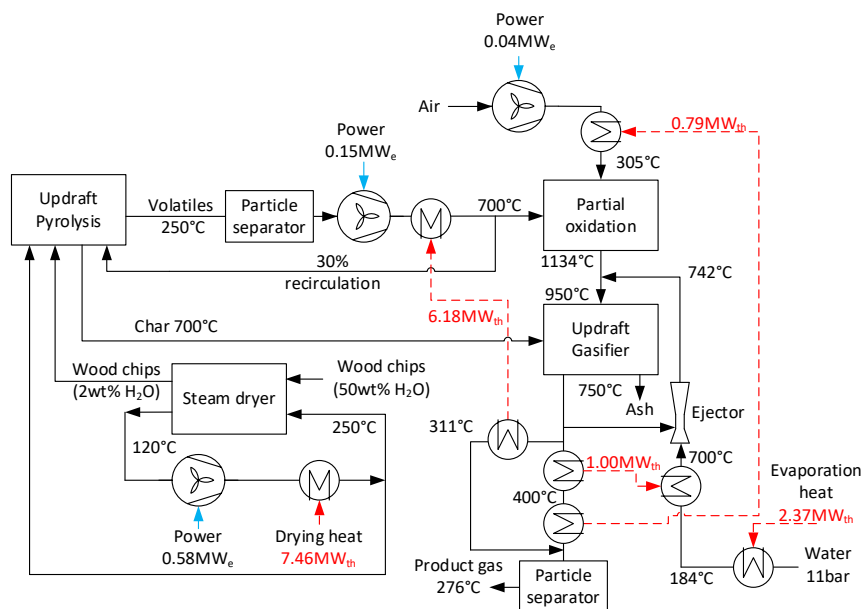 Power
0.04MWe
Air
0.79MWth
Power
0.15MWe
305°C
Updraft
Pyrolysis
Volatiles
250°C
Particle
separator
700°C
Partial
oxidation
30%
recirculation
1134°C
742°C
950°C
6.18MWth
Char 700°C
Updraft
Gasifier
Wood chips
(2wt% H2O)
Wood chips
(50wt% H2O)
Steam dryer
750°C
Ash
Ejector
250°C
311°C
120°C
1.00MWth
700°C
Evaporation
heat
2.37MWth
400°C
Power
0.58MWe
Drying heat
7.46MWth
Product gas
276°C
Particle
separator
184°C
Water
11bar